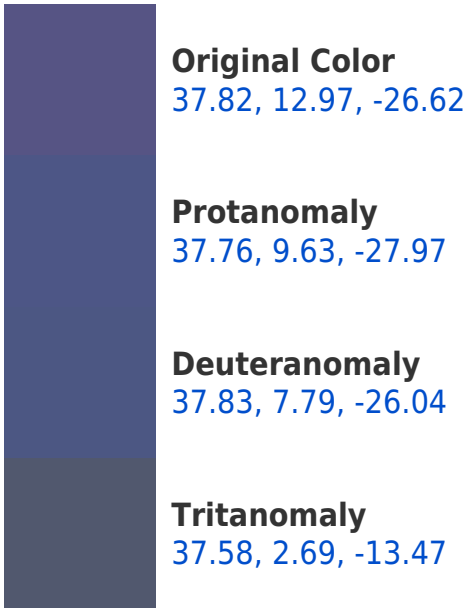 Original Color
37.82, 12.97, -26.62
Protanomaly
37.76, 9.63, -27.97
Deuteranomaly
37.83, 7.79, -26.04
Tritanomaly
37.58, 2.69, -13.47